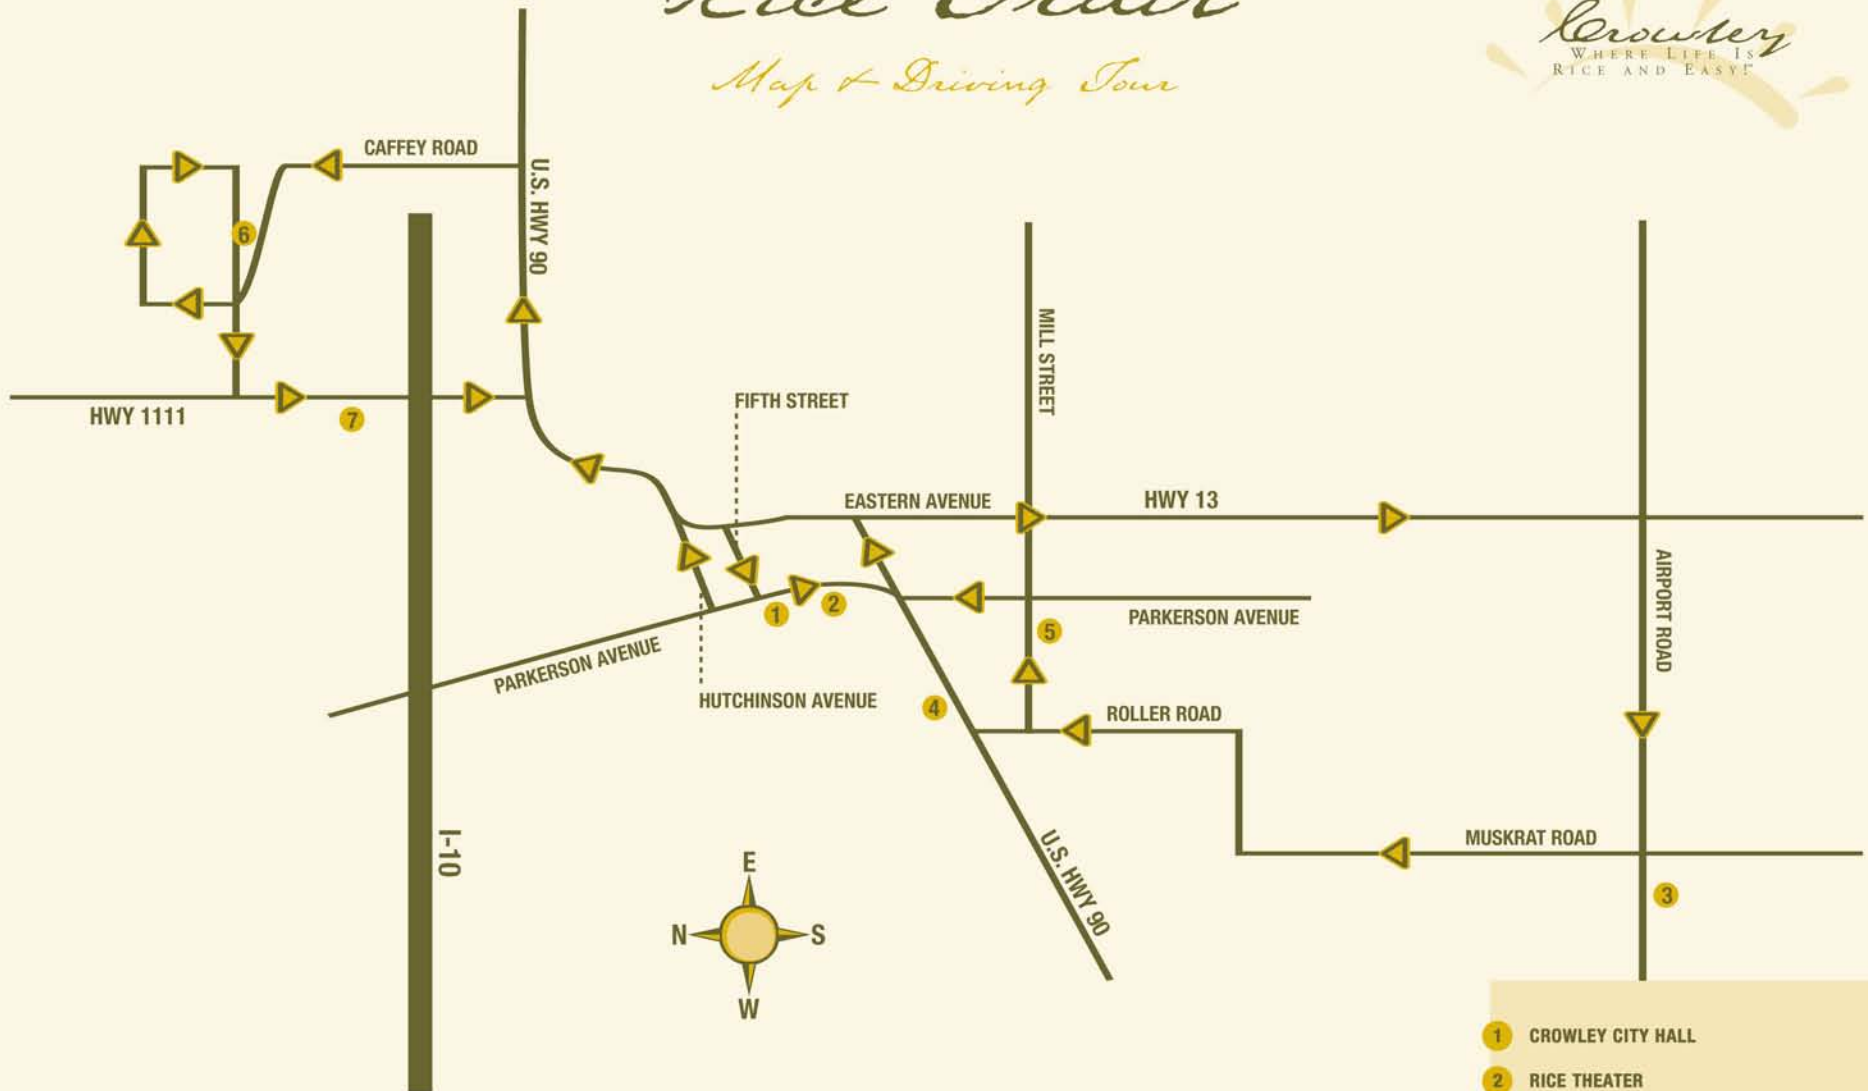 Map & Driving Tour
Crowley
WHERE LIFE IS
RICE AND EASY!
CAFFEY ROAD
U.S. HWY 90
6
MILL STREET
HWY 1111
7
FIFTH STREET
EASTERN AVENUE
HWY 13
AIRPORT ROAD
1
2
PARKERSON AVENUE
5
PARKERSON AVENUE
HUTCHINSON AVENUE
4
ROLLER ROAD
I-10
U.S. HWY 90
MUSKRAT ROAD
3
E
N
S
W
1 CROWLEY CITY HALL
2 RICE THEATER